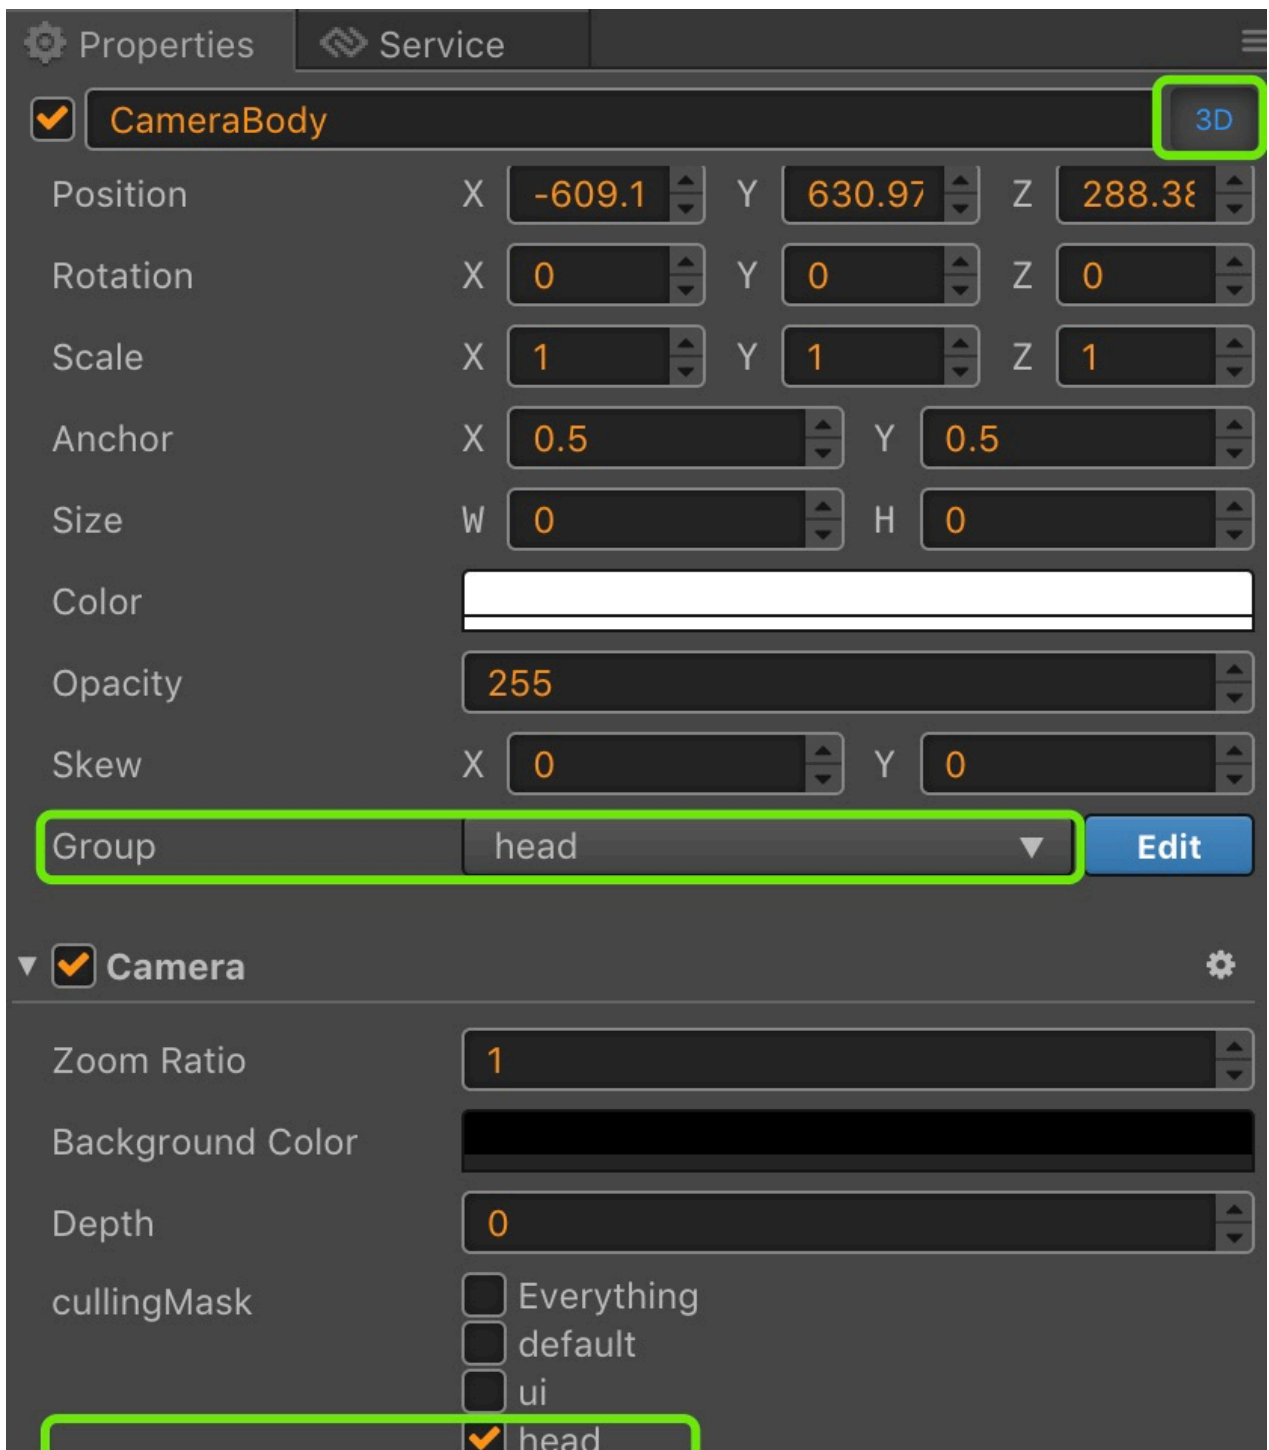 Properties Service
CameraBody 3D
Position X -609.1 Y 630.97 Z 288.38
Rotation X 0 Y 0 Z 0
Scale X 1 Y 1 Z 1
Anchor X 0.5 Y 0.5
Size W 0 H 0
Color
Opacity 255
Skew X 0 Y 0
Group head Edit
Camera
Zoom Ratio 1
Background Color
Depth 0
cullingMask Everything
default
ui
head